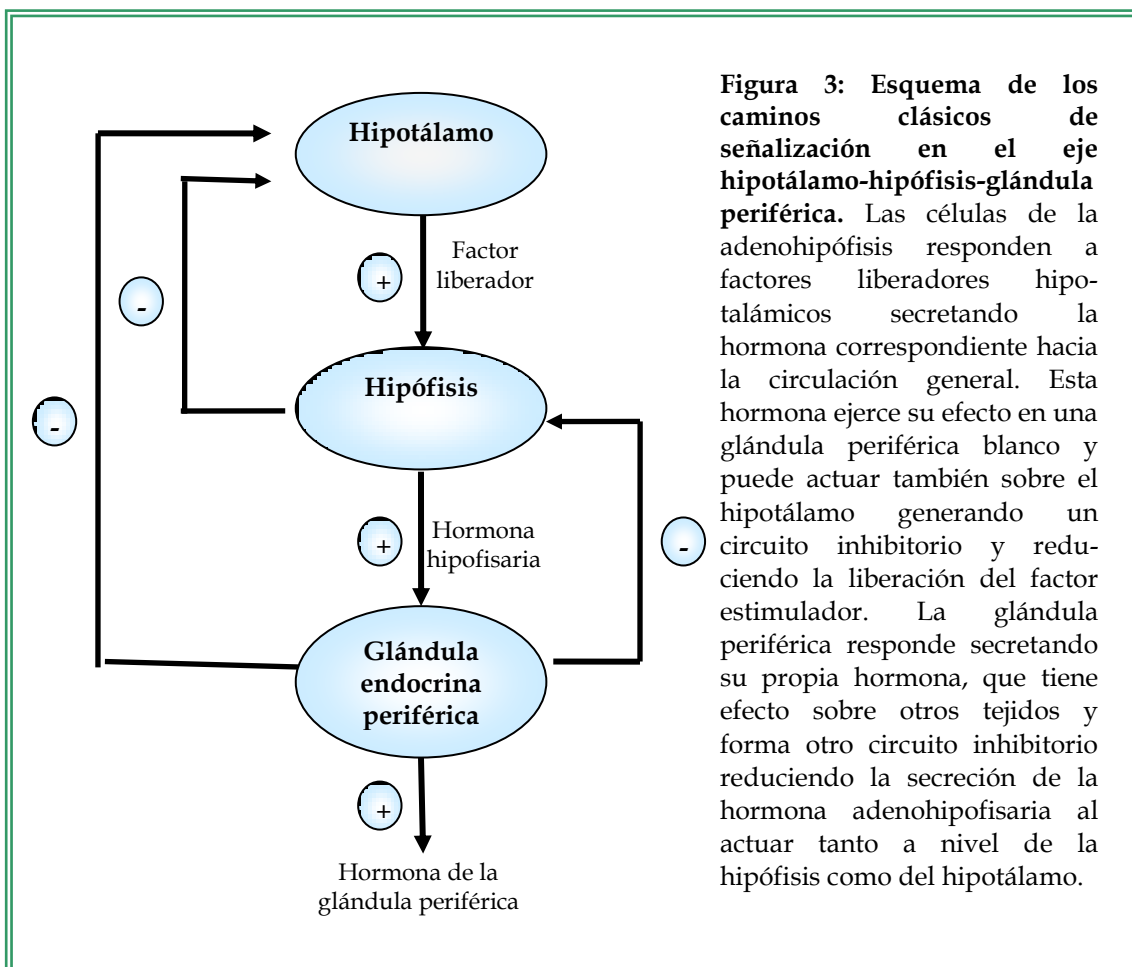 Hipotálamo
Factor
liberador
+
-
Hipófisis
-
Hormona
hipofisaria
+
-
Glándula
endocrina
periférica
+
Hormona de la
glándula periférica
Figura 3: Esquema de los
caminos clásicos de
señalización en el eje
hipotálamo-hipófisis-glándula
periférica. Las células de la
adenohipófisis responden a
factores liberadores hipo-
talámicos secretando la
hormona correspondiente hacia
la circulación general. Esta
hormona ejerce su efecto en una
glándula periférica blanco y
puede actuar también sobre el
hipotálamo generando un
circuito inhibitorio y redu-
ciendo la liberación del factor
estimulador. La glándula
periférica responde secretando
su propia hormona, que tiene
efecto sobre otros tejidos y
forma otro circuito inhibitorio
reduciendo la secreción de la
hormona adenohipofisaria al
actuar tanto a nivel de la
hipófisis como del hipotálamo.